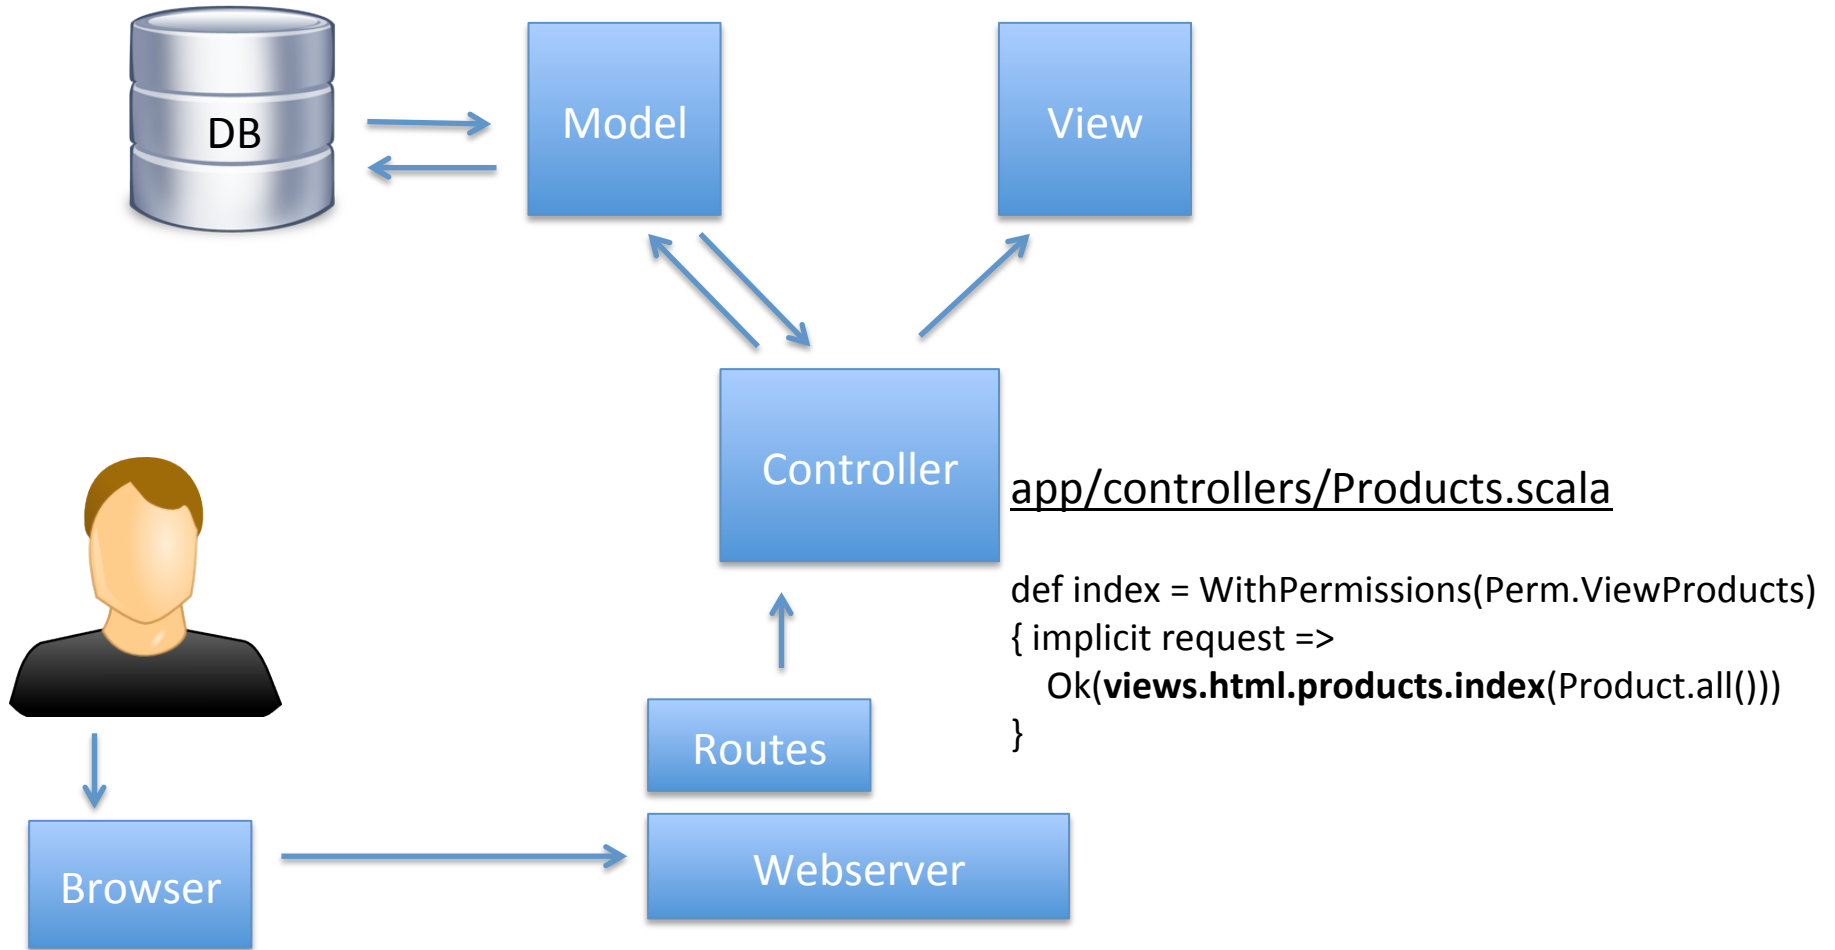 DB
Model
View
Controller
app/controllers/Products.scala
def index = WithPermissions(Perm.ViewProducts)
{ implicit request =>
Ok(views.html.products.index(Product.all()))
}
Routes
Webserver
Browser